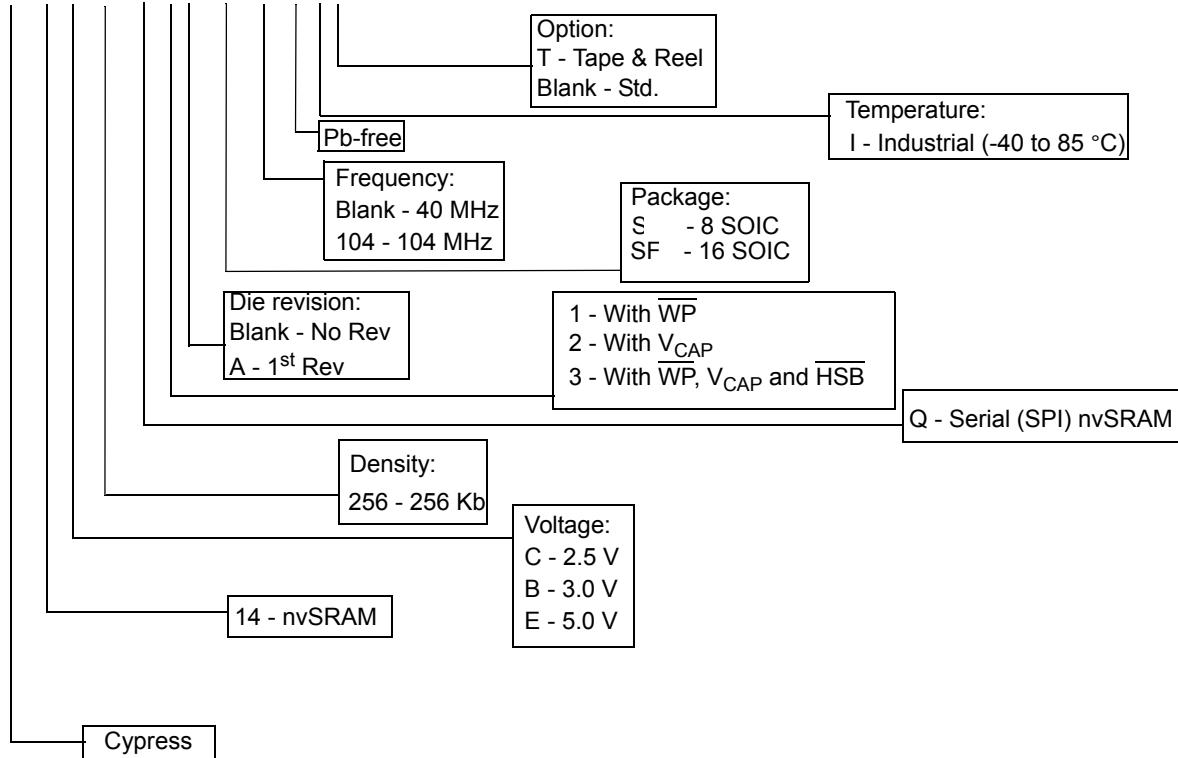 Option:
T - Tape & Reel
Blank - Std.
Temperature:
I - Industrial (-40 to 85 °C)
Pb-free
Frequency:
Blank - 40 MHz
104 - 104 MHz
Package:
S - 8 SOIC
SF - 16 SOIC
Die revision:
Blank - No Rev
A - 1st Rev
1 - With WP
2 - With VCAP
3 - With WP, VCAP and HSB
Q - Serial (SPI) nvSRAM
Density:
256 - 256 Kb
Voltage:
C - 2.5 V
B - 3.0 V
E - 5.0 V
14 - nvSRAM
Cypress